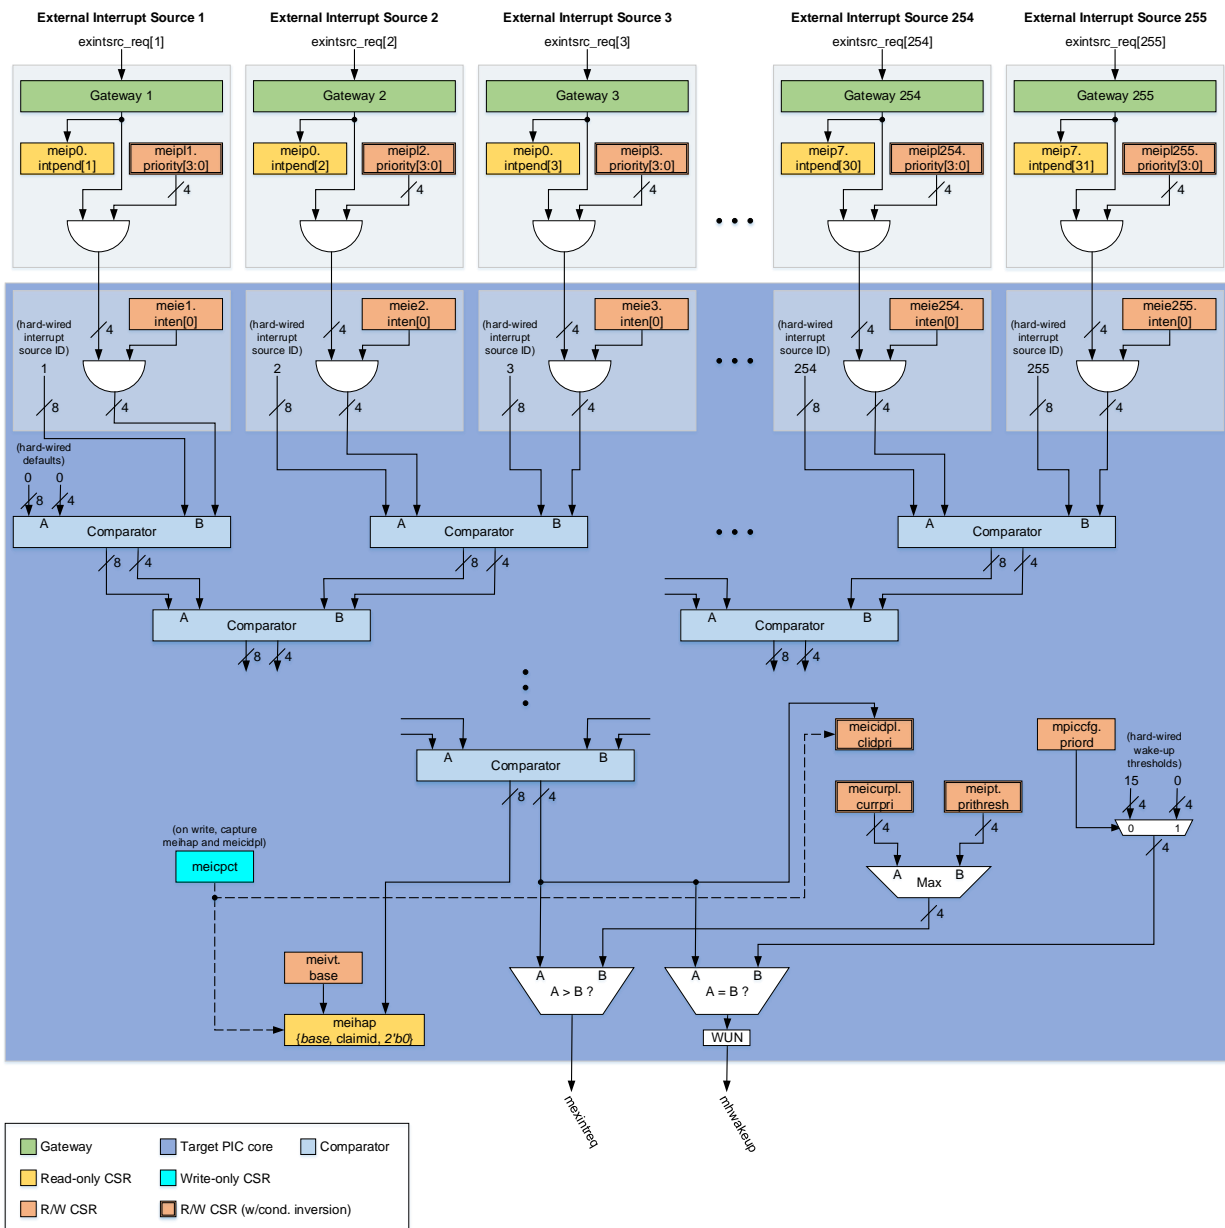 External Interrupt Source 1
External Interrupt Source 2
External Interrupt Source 3
External Interrupt Source 254
External Interrupt Source 255
exintsrc_req[1]
exintsrc_req[2]
exintsrc_req[3]
exintsrc_req[254]
exintsrc_req[255]
Gateway 1
Gateway 2
Gateway 3
Gateway 254
Gateway 255
meip0.
intpend[1]
meipl1.
priority[3:0]
meip0.
intpend[2]
meipl2.
priority[3:0]
meip0.
intpend[3]
meipl3.
priority[3:0]
meip7.
intpend[30]
meipl254.
priority[3:0]
meip7.
intpend[31]
meipl255.
priority[3:0]
4
4
4
4
4
(hard-wired
interrupt
source ID)
1
4
meie1.
inten[0]
8
4
(hard-wired
interrupt
source ID)
2
4
meie2.
inten[0]
8
4
(hard-wired
interrupt
source ID)
3
4
meie3.
inten[0]
8
4
(hard-wired
interrupt
source ID)
254
4
meie254.
inten[0]
8
4
(hard-wired
interrupt
source ID)
255
4
meie255.
inten[0]
8
4
(hard-wired
defaults)
0 0
8 4
A B
Comparator
A B
Comparator
A B
Comparator
8 4
8 4
8 4
A B
Comparator
A B
Comparator
8 4
8 4
A B
Comparator
8 4
meicidpl.
clidpri
mpiccfg.
priord
(hard-wired
wake-up
thresholds)
15 0
4 4
0 1
4
meicurpl.
currpri
meipt.
prithresh
4 4
A B
Max
4
(on write, capture
meihap and meicidpl)
meicpct
meivt.
base
meihap
{base, claimid, 2'b0}
A B
A > B ?
A B
A = B ?
WUN
mexintreq
mhwakeup
Gateway
Target PIC core
Comparator
Read-only CSR
Write-only CSR
R/W CSR
R/W CSR (w/cond. inversion)